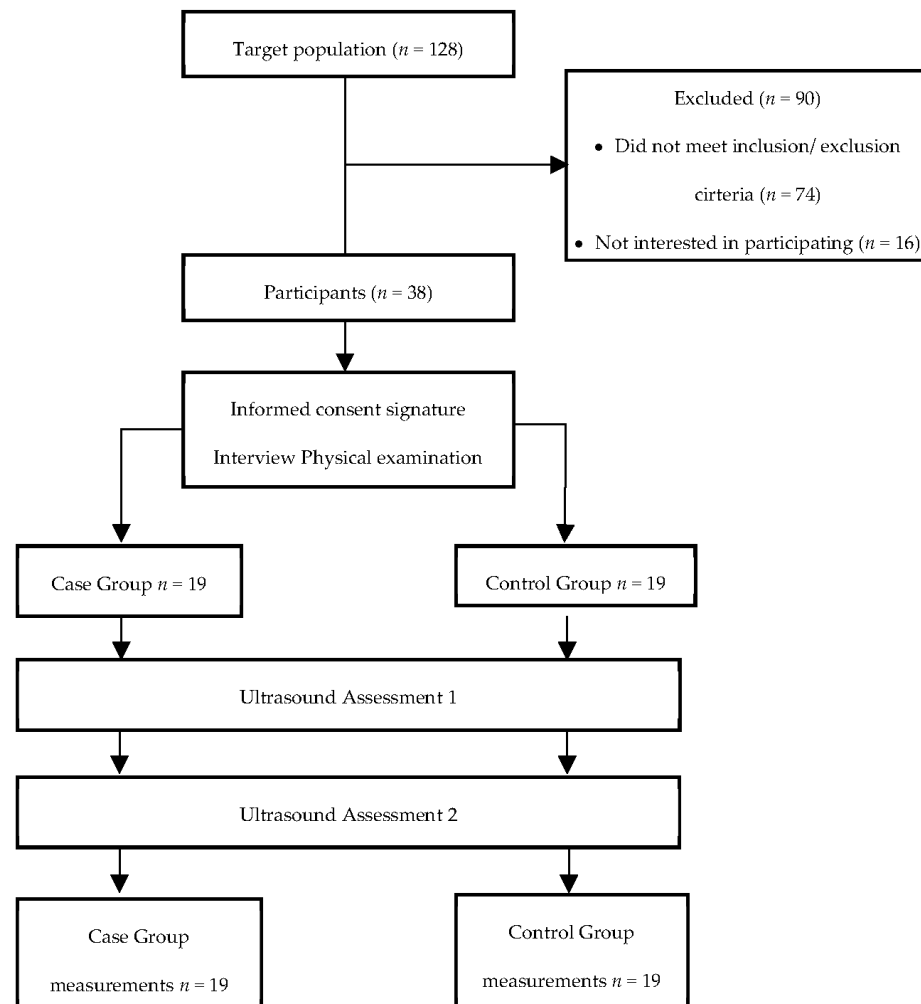 Target population (n = 128)
Excluded (n = 90)
• Did not meet inclusion/ exclusion
cirteria (n = 74)
• Not interested in participating (n = 16)
Participants (n = 38)
Informed consent signature
Interview Physical examination
Case Group n = 19
Control Group n = 19
Ultrasound Assessment 1
Ultrasound Assessment 2
Case Group
measurements n = 19
Control Group
measurements n = 19